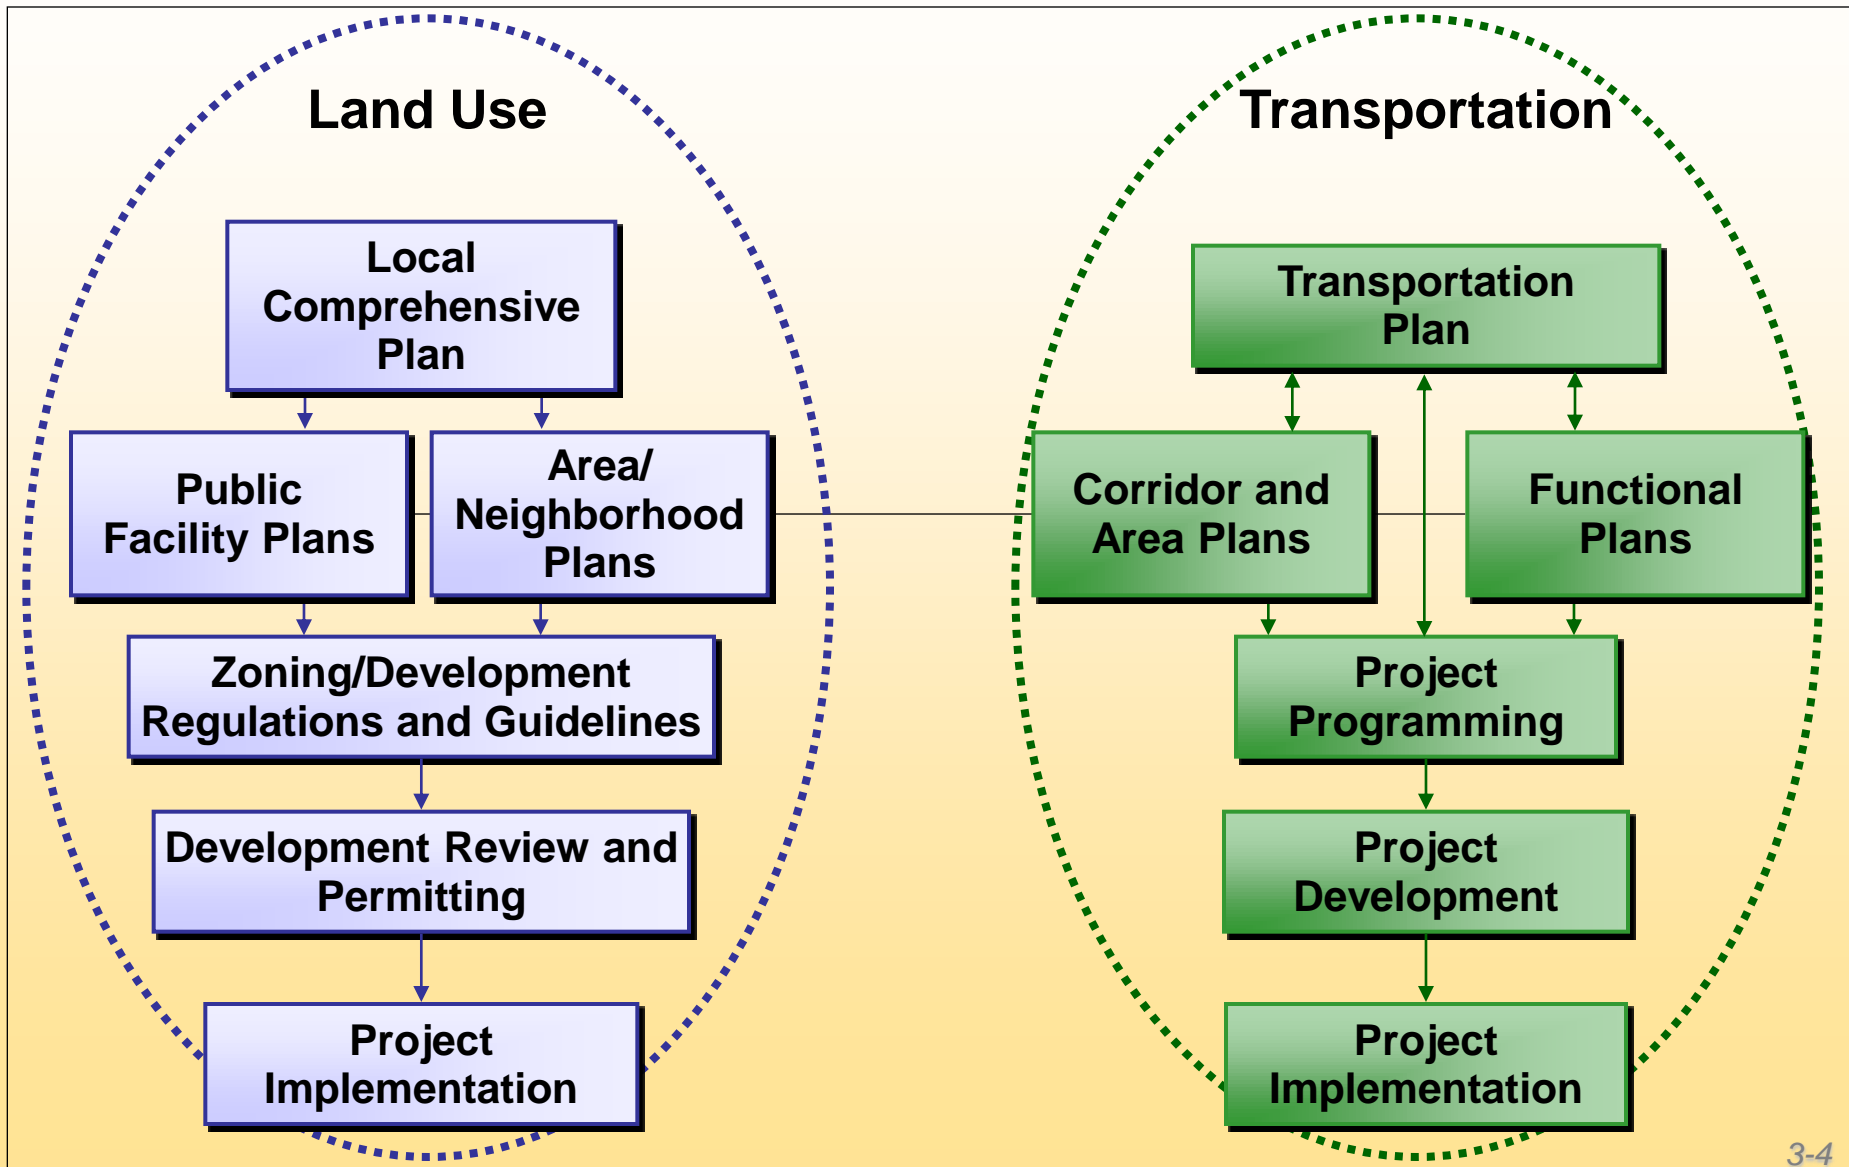 Land Use
Local
Comprehensive
Plan
Public
Facility Plans
Area/
Neighborhood
Plans
Zoning/Development
Regulations and Guidelines
Development Review and
Permitting
Project
Implementation
Transportation
Transportation
Plan
Corridor and
Area Plans
Functional
Plans
Project
Programming
Project
Development
Project
Implementation
3-4